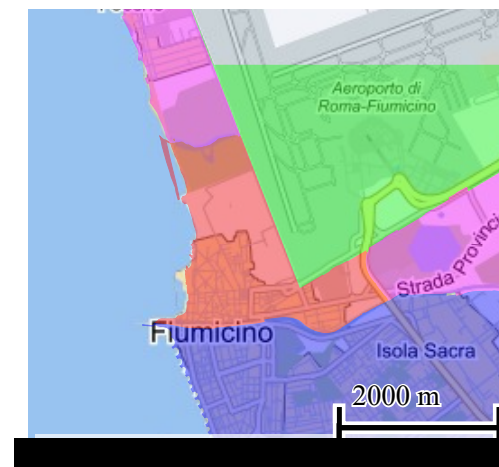 Aeroporto di
Roma-Fiumicino
Strada Provinci
Fiumicino
Isola Sacra
2000 m